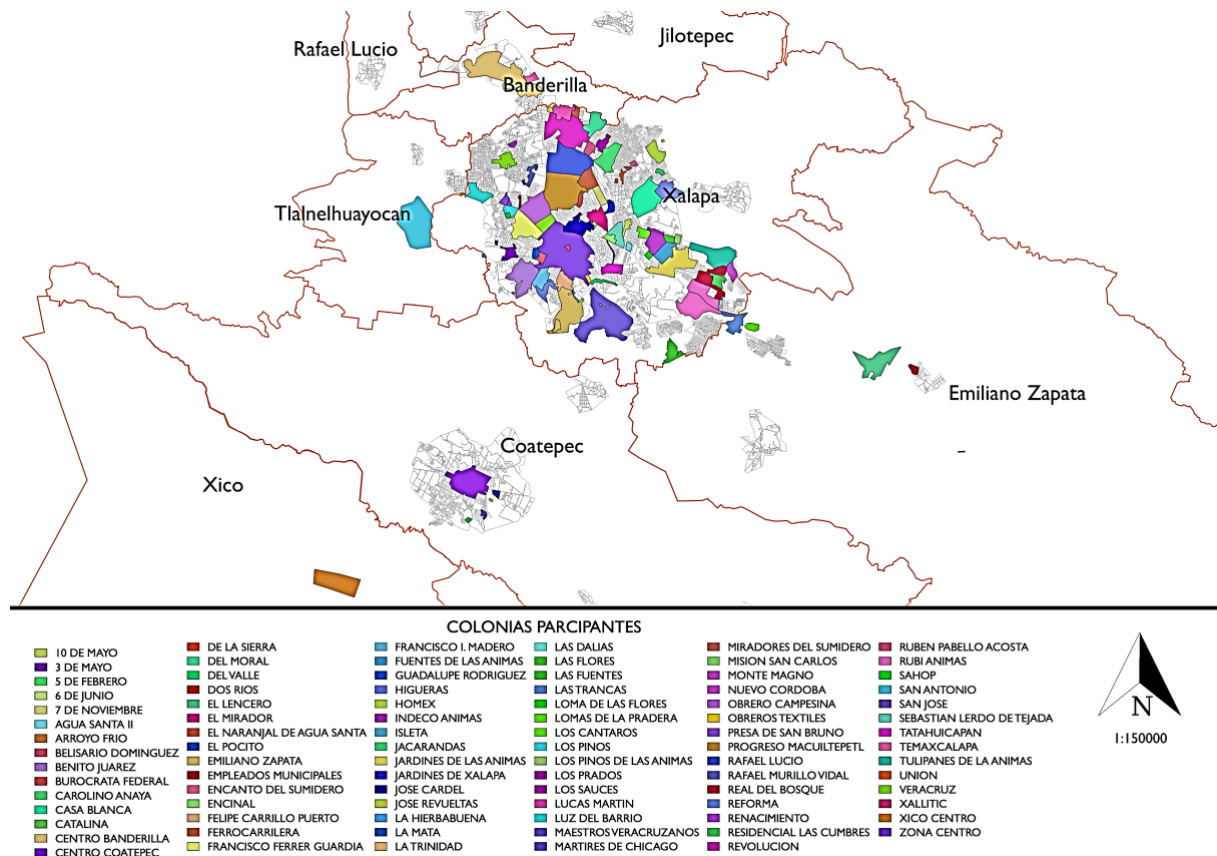 Rafael Lucio
Jilotepec
Banderilla
Tlalnelhuayocan
Xalapa
Emiliano Zapata
Coatepec
Xico
COLONIAS PARCIPANTES
10 DE MAYO
3 DE MAYO
5 DE FEBRERO
6 DE JUNIO
7 DE NOVIEMBRE
AGUA SANTA II
ARROYO FRIO
BELISARIO DOMINGUEZ
BENITO JUAREZ
BUROCRATA FEDERAL
CAROLINO ANAYA
CASA BLANCA
CATALINA
CENTRO BANDERILLA
CENTRO COATEPEC
DE LA SIERRA
DEL MORAL
DEL VALLE
DOS RIOS
EL LENCERO
EL MIRADOR
EL NARANJAL DE AGUA SANTA
EL POCITO
EMILIANO ZAPATA
EMPLEADOS MUNICIPALES
ENCANTO DEL SUMIDERO
ENCINAL
FELIPE CARRILLO PUERTO
FERROCARRILERA
FRANCISCO FERRER GUARDIA
FRANCISCO I. MADERO
FUENTES DE LAS ANIMAS
GUADALUPE RODRIGUEZ
HIGUERAS
HOMEX
INDECO ANIMAS
ISLETA
JACARANDAS
JARDINES DE LAS ANIMAS
JARDINES DE XALAPA
JOSE CARDEL
JOSE REVUELTAS
LA HIERBABUENA
LA MATA
LA TRINIDAD
LAS DALIAS
LAS FLORES
LAS FUENTES
LAS TRANCAS
LOMA DE LAS FLORES
LOMAS DE LA PRADERA
LOS CANTAROS
LOS PINOS
LOS PINOS DE LAS ANIMAS
LOS PRADOS
LOS SAUCES
LUCAS MARTIN
LUZ DEL BARRIO
MAESTROS VERACRUZANOS
MARTIRES DE CHICAGO
MIRADORES DEL SUMIDERO
MISION SAN CARLOS
MONTE MAGNO
NUEVO CORDOBA
OBRERO CAMPESINA
OBREROS TEXTILES
PRESA DE SAN BRUNO
PROGRESO MACUILTEPETL
RAFAEL LUCIO
RAFAEL MURILLO VIDAL
REAL DEL BOSQUE
REFORMA
RENACIMIENTO
RESIDENCIAL LAS CUMBRES
REVOLUCION
RUBEN PABELLO ACOSTA
RUBI ANIMAS
SAHOP
SAN ANTONIO
SAN JOSE
SEBASTIAN LERDO DE TEJADA
TATAHUICAPAN
TEMAXCALAPA
TULIPANES DE LA ANIMAS
UNION
VERACRUZ
XALLITIC
XICO CENTRO
ZONA CENTRO
N
1:150000